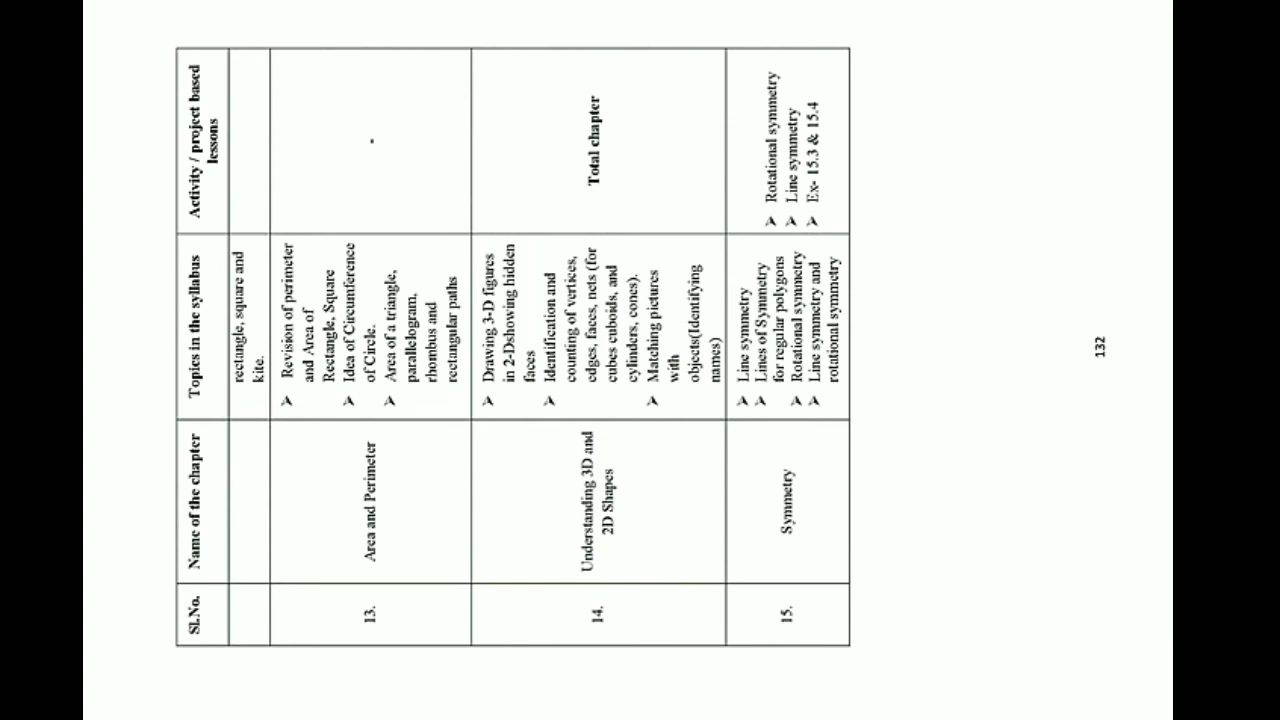 Sl.No.
Name of the chapter
Topics in the syllabus
Activity / project based
lessons
rectangle, square and
kite.
13.
Area and Perimeter
➢ Revision of perimeter
and Area of
Rectangle. Square
➢ Idea of Circumference
of Circle.
➢ Area of a triangle,
parallelogram,
rhombus and
rectangular paths
-
14.
Understanding 3D and
2D Shapes
➢ Drawing 3-D figures
in 2-Dshowing hidden
faces
➢ Identification and
counting of vertices,
edges, faces, nets (for
cubes cuboids, and
cylinders, cones).
➢ Matching pictures
with
objects(Identifying
names)
Total chapter
15.
Symmetry
➢ Line symmetry
➢ Lines of Symmetry
for regular polygons
➢ Rotational symmetry
➢ Line symmetry and
rotational symmetry
➢ Rotational symmetry
➢ Line symmetry
➢ Ex- 15.3 & 15.4
132